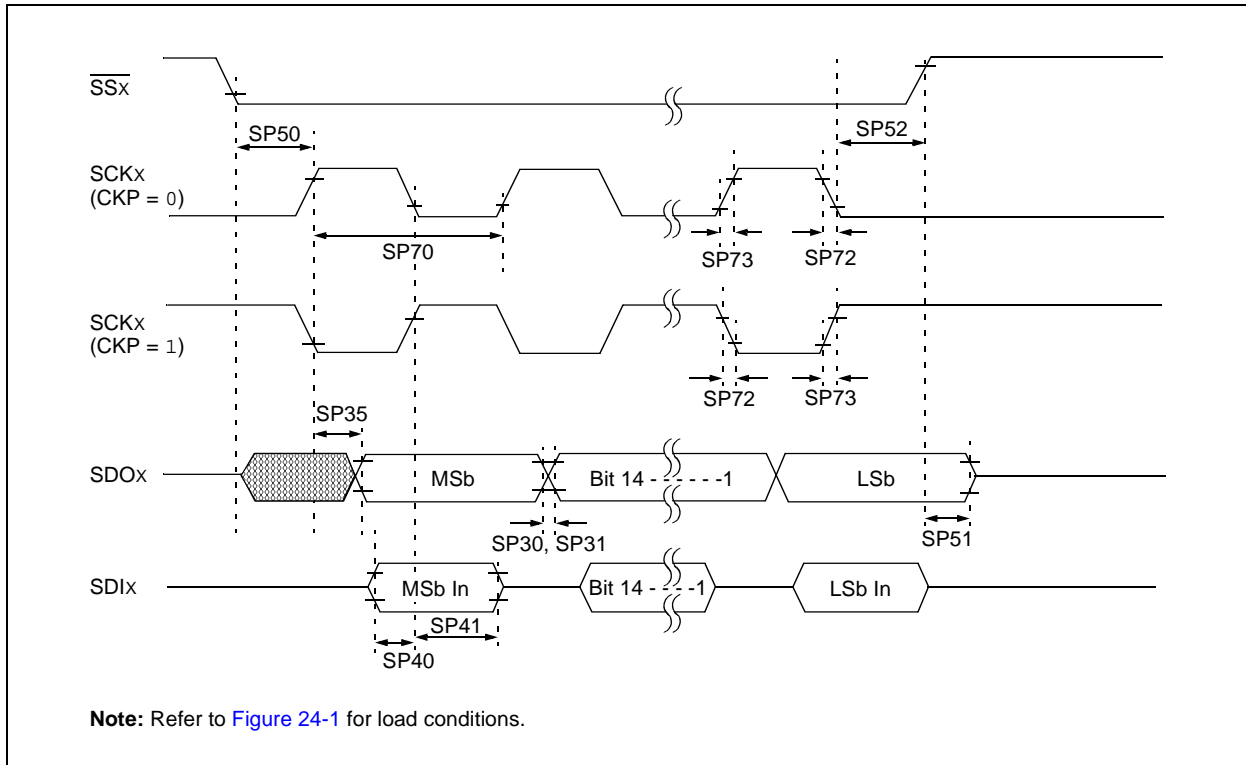 SSX
SP50
SP52
SCKX
(CKP = 0)
SP70
SP73
SP72
SCKX
(CKP = 1)
SP72
SP73
SP35
SDOX
MSb
Bit 14 - - - - - -1
LSb
SP30, SP31
SP51
SDIX
MSb In
Bit 14 - - - -1
LSb In
SP41
SP40
Note: Refer to Figure 24-1 for load conditions.